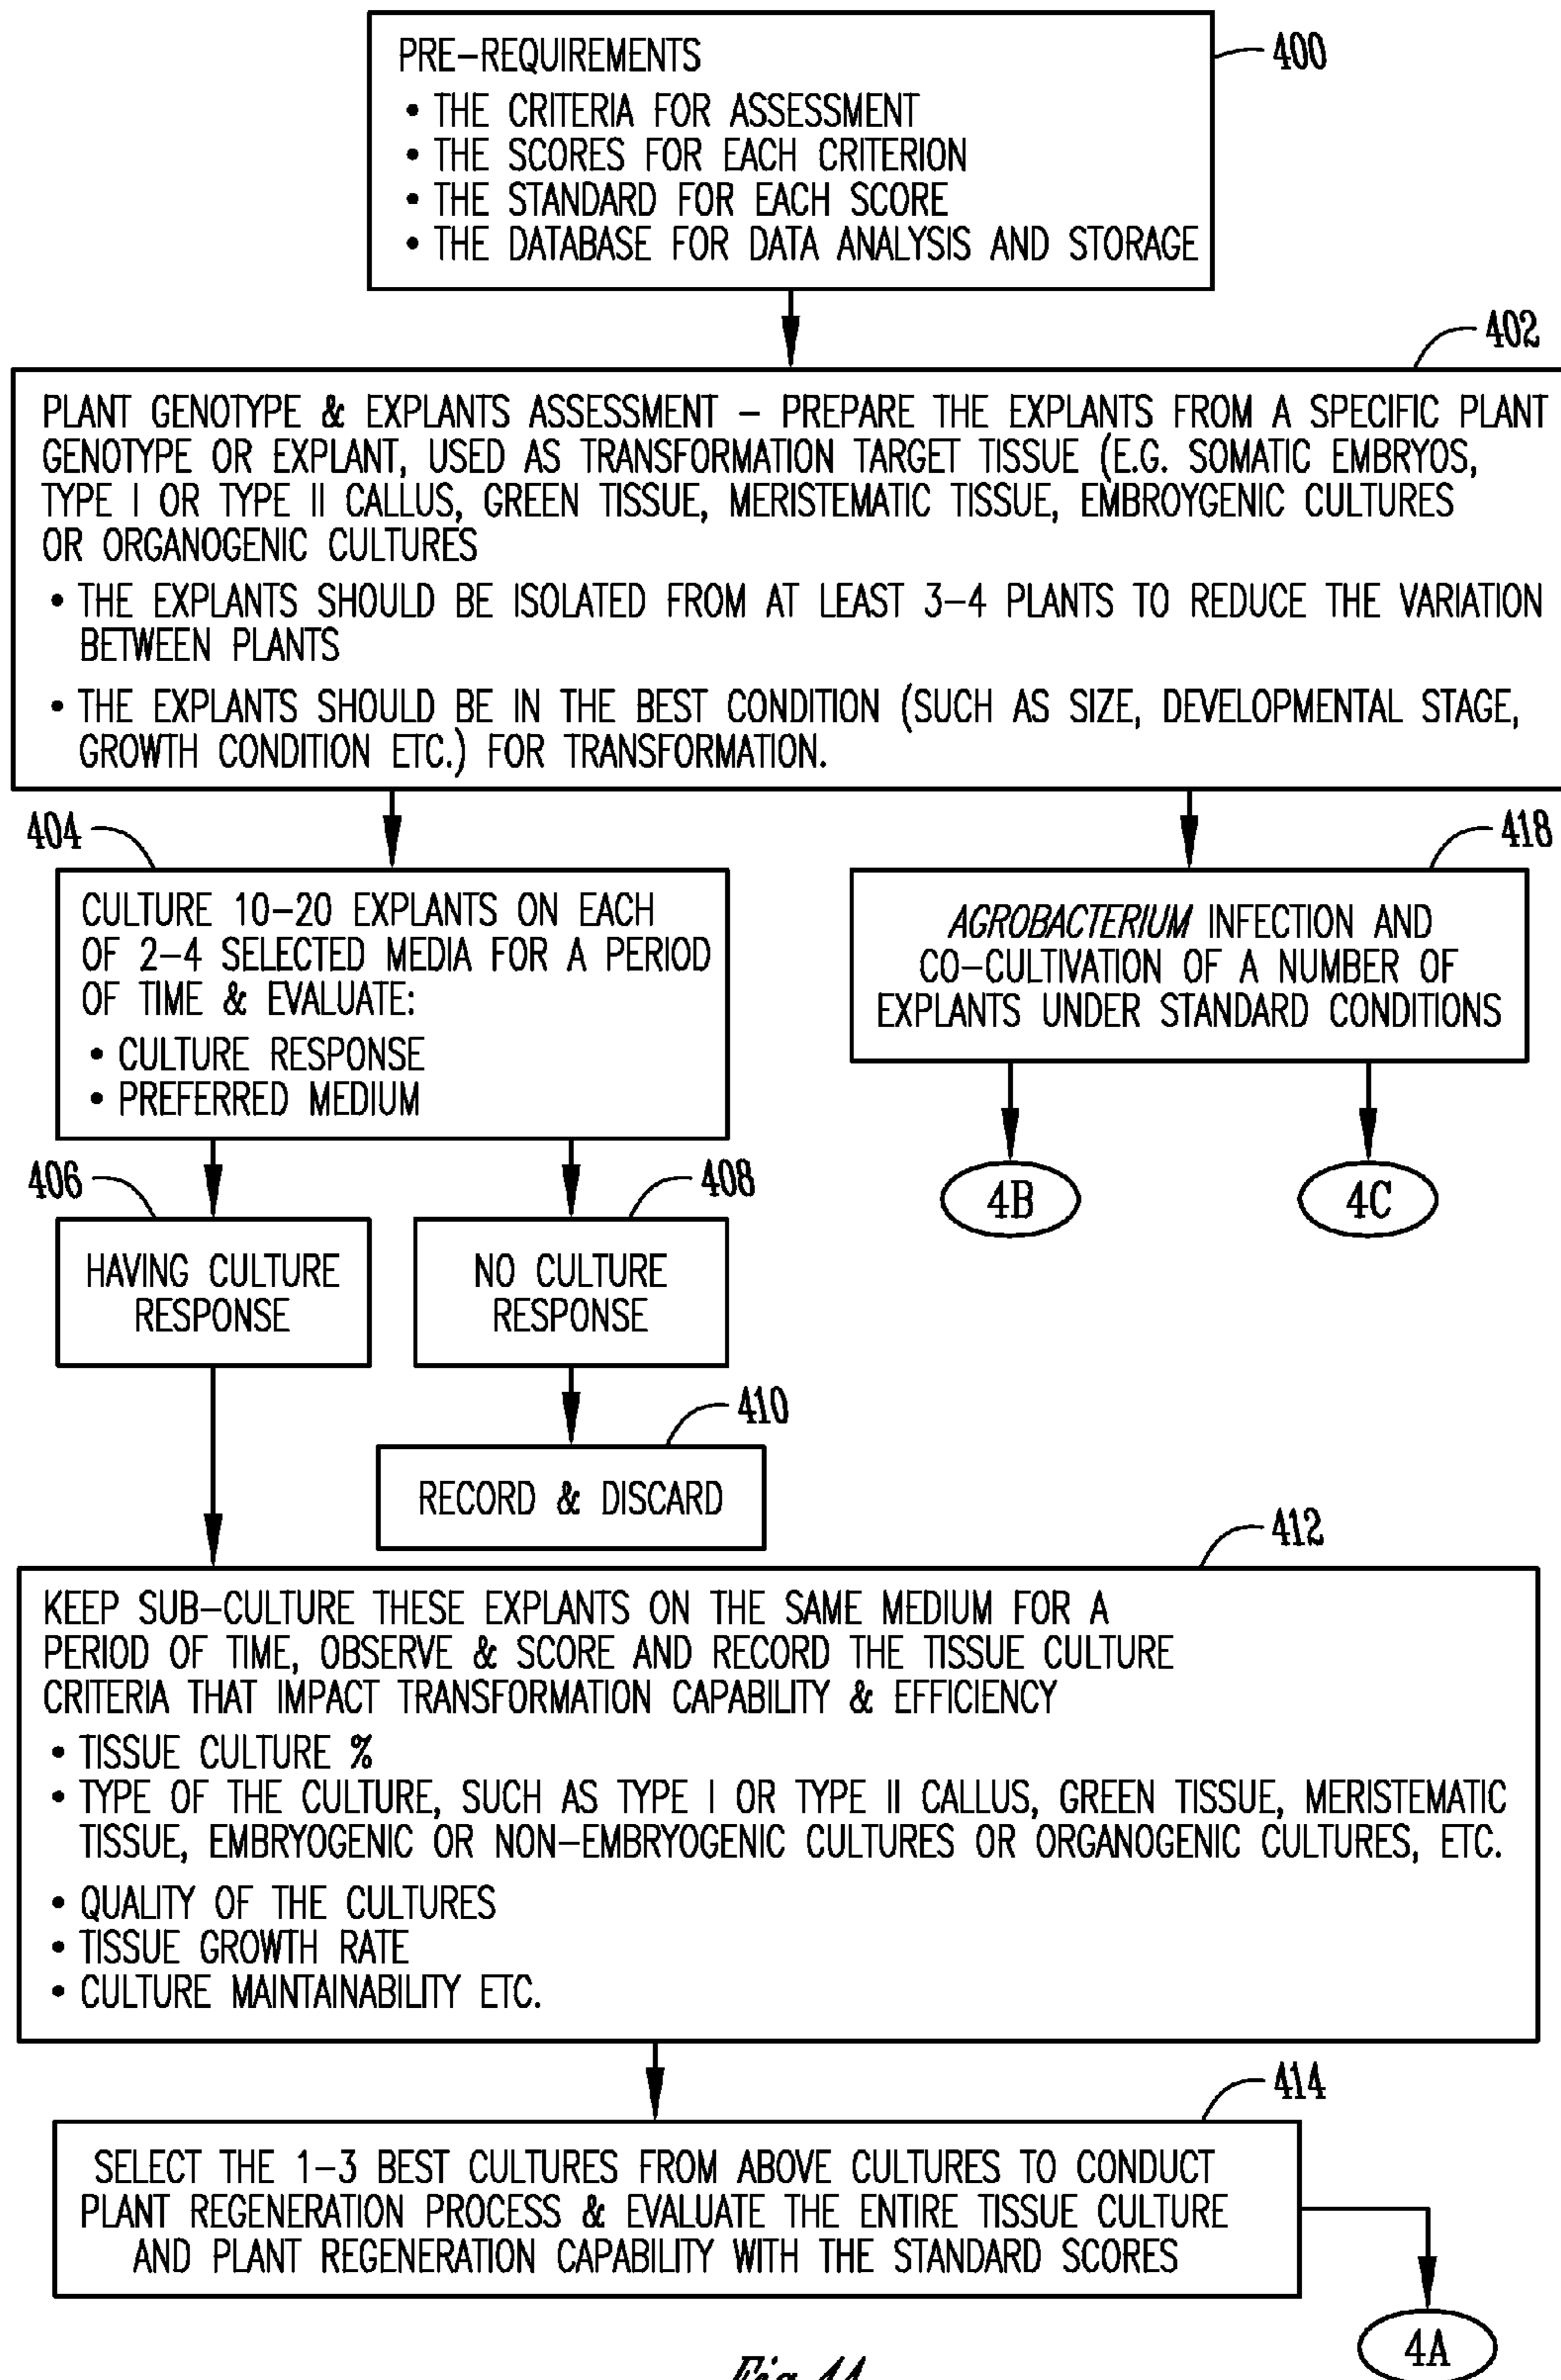 PRE-REQUIREMENTS
• THE CRITERIA FOR ASSESSMENT
• THE SCORES FOR EACH CRITERION
• THE STANDARD FOR EACH SCORE
• THE DATABASE FOR DATA ANALYSIS AND STORAGE
400
402
PLANT GENOTYPE & EXPLANTS ASSESSMENT – PREPARE THE EXPLANTS FROM A SPECIFIC PLANT
GENOTYPE OR EXPLANT, USED AS TRANSFORMATION TARGET TISSUE (E.G. SOMATIC EMBRYOS,
TYPE I OR TYPE II CALLUS, GREEN TISSUE, MERISTEMATIC TISSUE, EMBROYGENIC CULTURES
OR ORGANOGENIC CULTURES
• THE EXPLANTS SHOULD BE ISOLATED FROM AT LEAST 3-4 PLANTS TO REDUCE THE VARIATION
BETWEEN PLANTS
• THE EXPLANTS SHOULD BE IN THE BEST CONDITION (SUCH AS SIZE, DEVELOPMENTAL STAGE,
GROWTH CONDITION ETC.) FOR TRANSFORMATION.
404
CULTURE 10-20 EXPLANTS ON EACH
OF 2-4 SELECTED MEDIA FOR A PERIOD
OF TIME & EVALUATE:
• CULTURE RESPONSE
• PREFERRED MEDIUM
418
AGROBACTERIUM INFECTION AND
CO-CULTIVATION OF A NUMBER OF
EXPLANTS UNDER STANDARD CONDITIONS
4B
4C
406
HAVING CULTURE
RESPONSE
408
NO CULTURE
RESPONSE
410
RECORD & DISCARD
412
KEEP SUB-CULTURE THESE EXPLANTS ON THE SAME MEDIUM FOR A
PERIOD OF TIME, OBSERVE & SCORE AND RECORD THE TISSUE CULTURE
CRITERIA THAT IMPACT TRANSFORMATION CAPABILITY & EFFICIENCY
• TISSUE CULTURE %
• TYPE OF THE CULTURE, SUCH AS TYPE I OR TYPE II CALLUS, GREEN TISSUE, MERISTEMATIC
TISSUE, EMBRYOGENIC OR NON-EMBRYOGENIC CULTURES OR ORGANOGENIC CULTURES, ETC.
• QUALITY OF THE CULTURES
• TISSUE GROWTH RATE
• CULTURE MAINTAINABILITY ETC.
414
SELECT THE 1-3 BEST CULTURES FROM ABOVE CULTURES TO CONDUCT
PLANT REGENERATION PROCESS & EVALUATE THE ENTIRE TISSUE CULTURE
AND PLANT REGENERATION CAPABILITY WITH THE STANDARD SCORES
4A